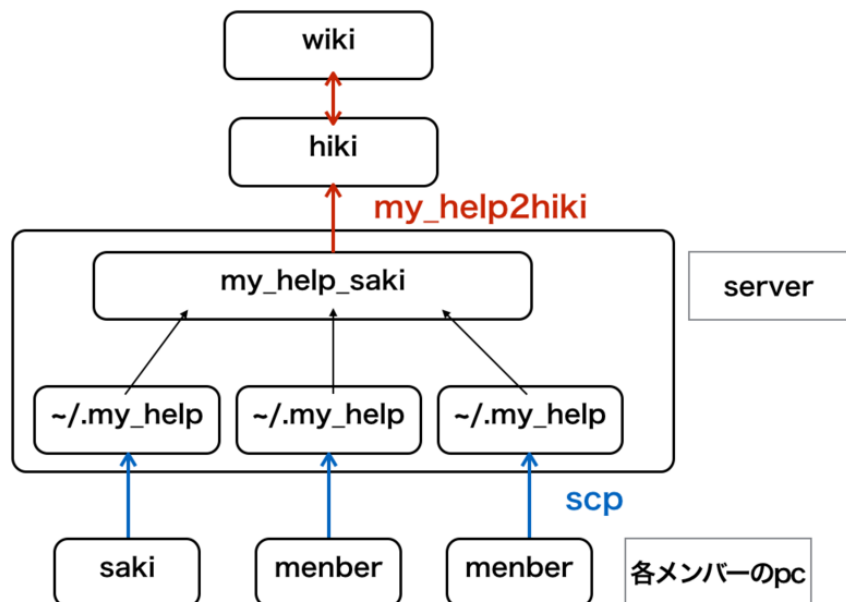 wiki
hiki
my_help2hiki
my_help_saki
server
~/.my_help
~/.my_help
~/.my_help
scp
saki
menber
menber
各メンバーのpc